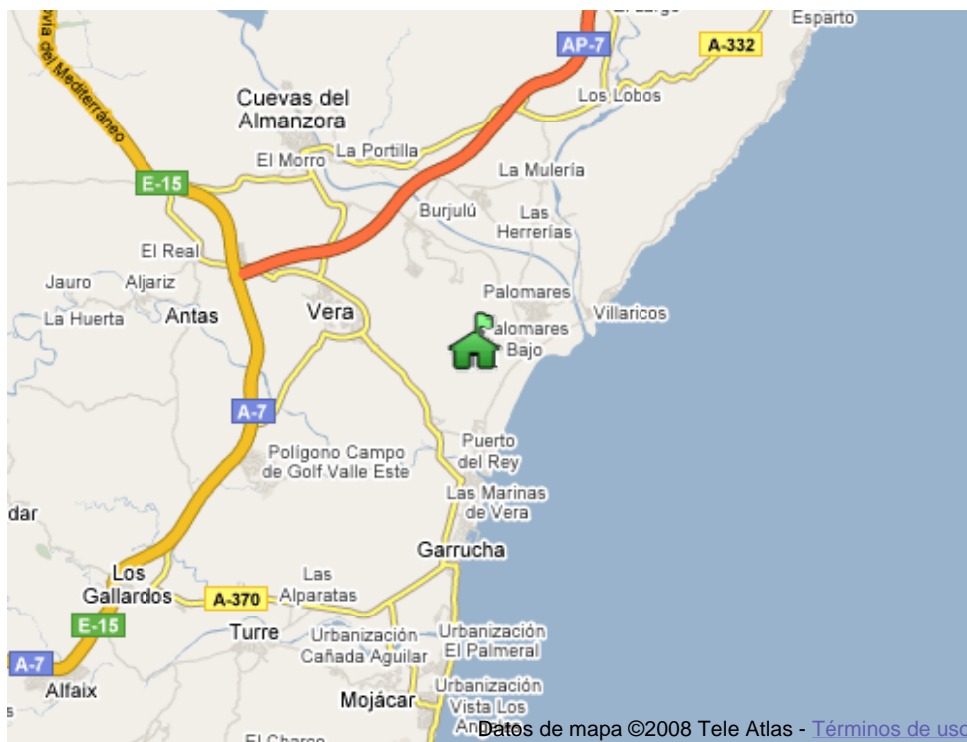 Esparto
AP-7
A-332
Los Lobos
Cuevas del
Almanzora
La Portilla
El Morro
La Mulería
E-15
Burjulú
Las
Herrerías
El Real
Jauro
Aljariz
Palomares
La Huerta
Antas
Vera
Villaricos
alomares
Bajo
A-7
Puerto
del Rey
Polígono Campo
de Golf Valle Este
Las Marinas
de Vera
dar
Garrucha
Los
Gallardos
Las
Alparatas
A-370
E-15
Turre
Urbanización
Cañada Aguilar
Urbanización
El Palmeral
A-7
Alfaix
Mojácar
Urbanización
Vista Los
Datos de mapa ©2008 Tele Atlas - Términos de uso